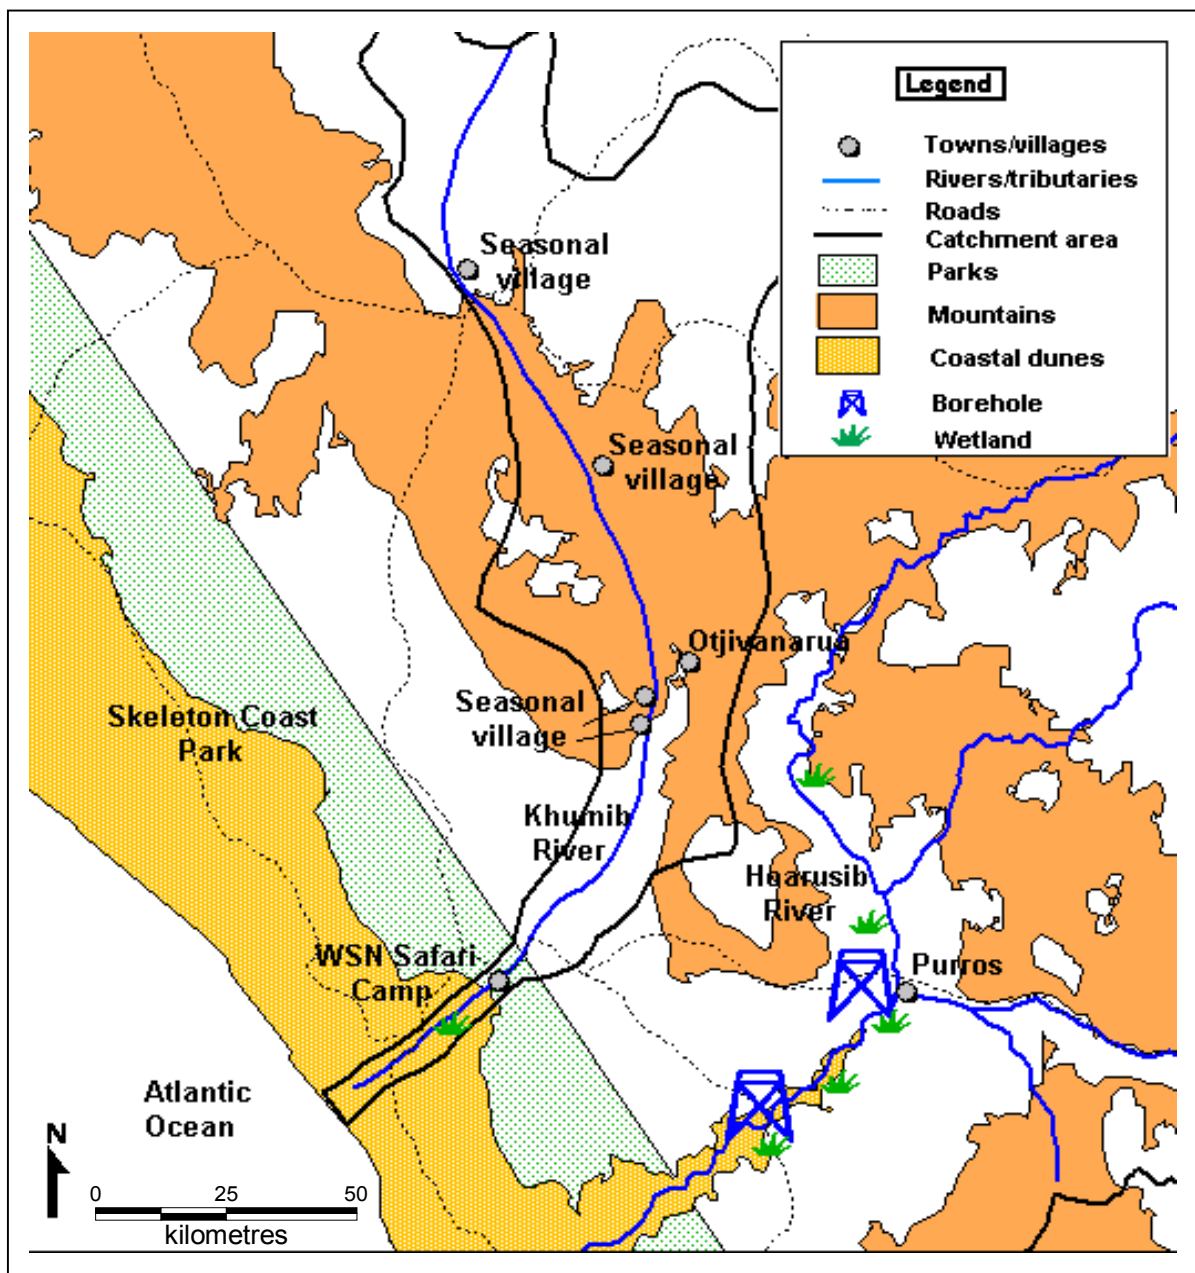 Legend
Towns/villages
Rivers/tributaries
Roads
Catchment area
Parks
Mountains
Coastal dunes
Borehole
Wetland
Seasonal
village
Seasonal
village
Otjivanarua
Seasonal
village
Skeleton Coast
Park
Khumib
River
Hoarusib
River
WSN Safari
Camp
Purros
Atlantic
Ocean
N
0 25 50
kilometres